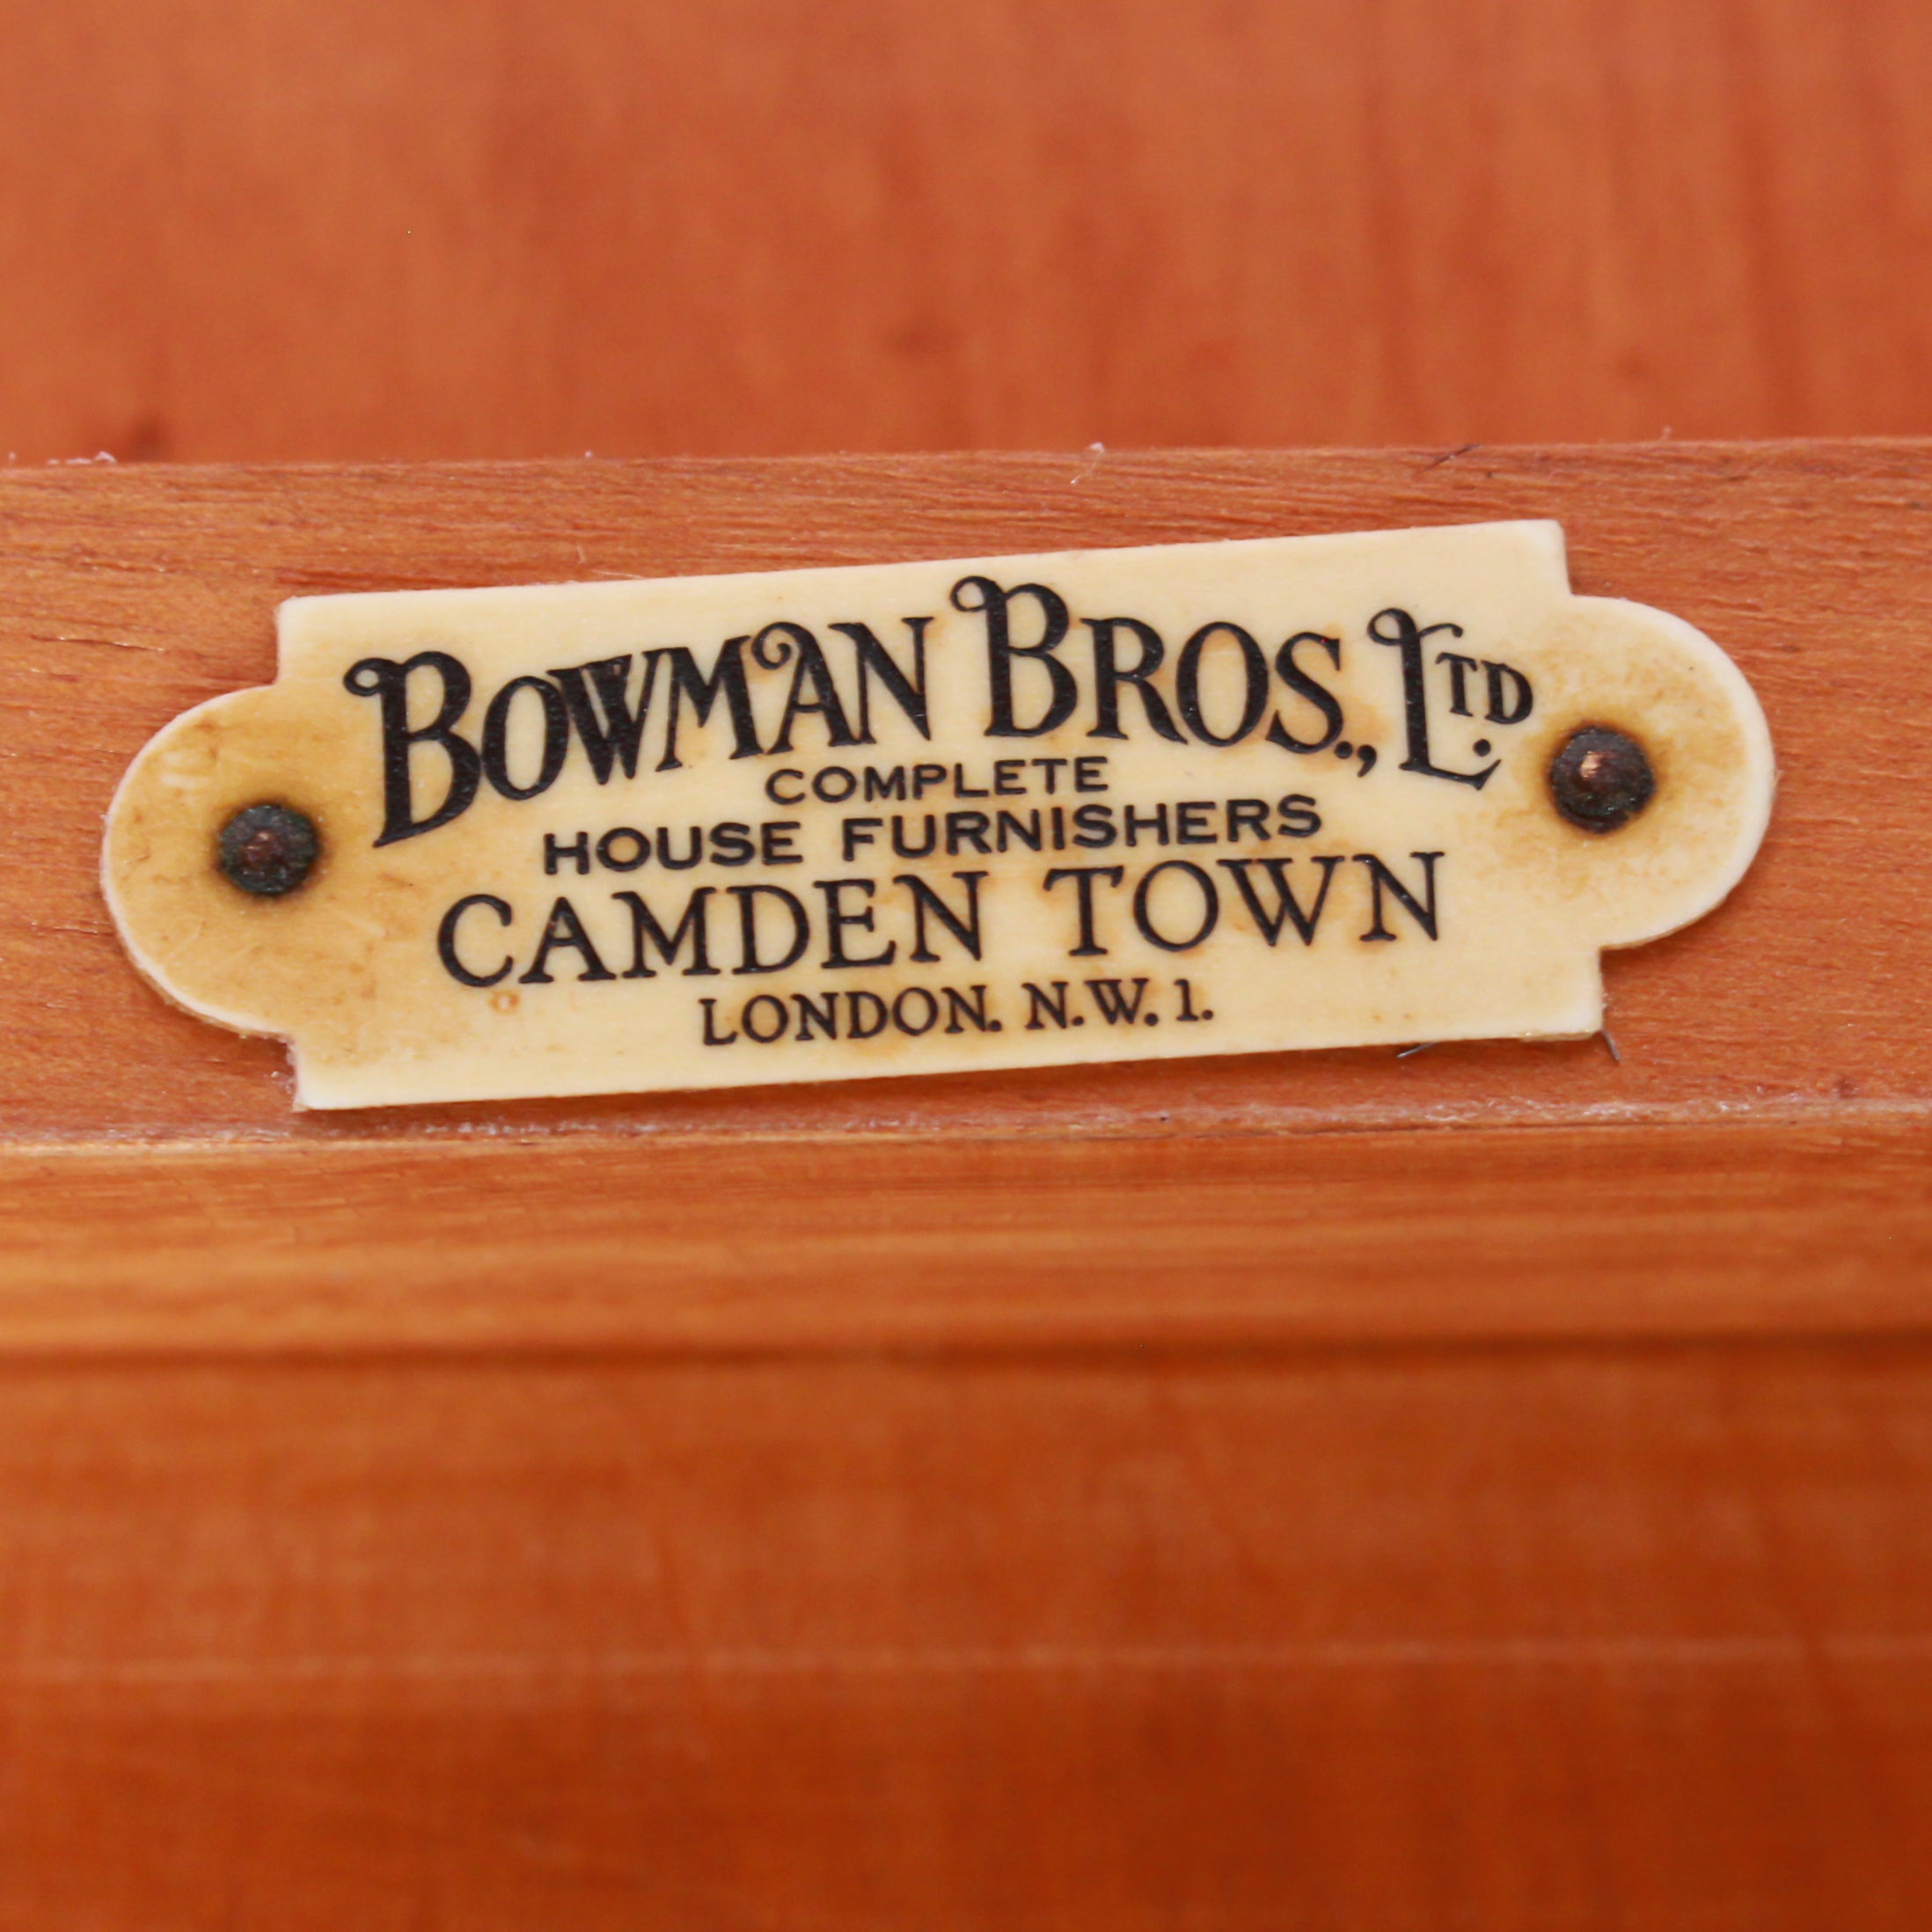 BOWMAN BROS., LTD.
COMPLETE
HOUSE FURNISHERS
CAMDEN TOWN
LONDON. N.W. 1.